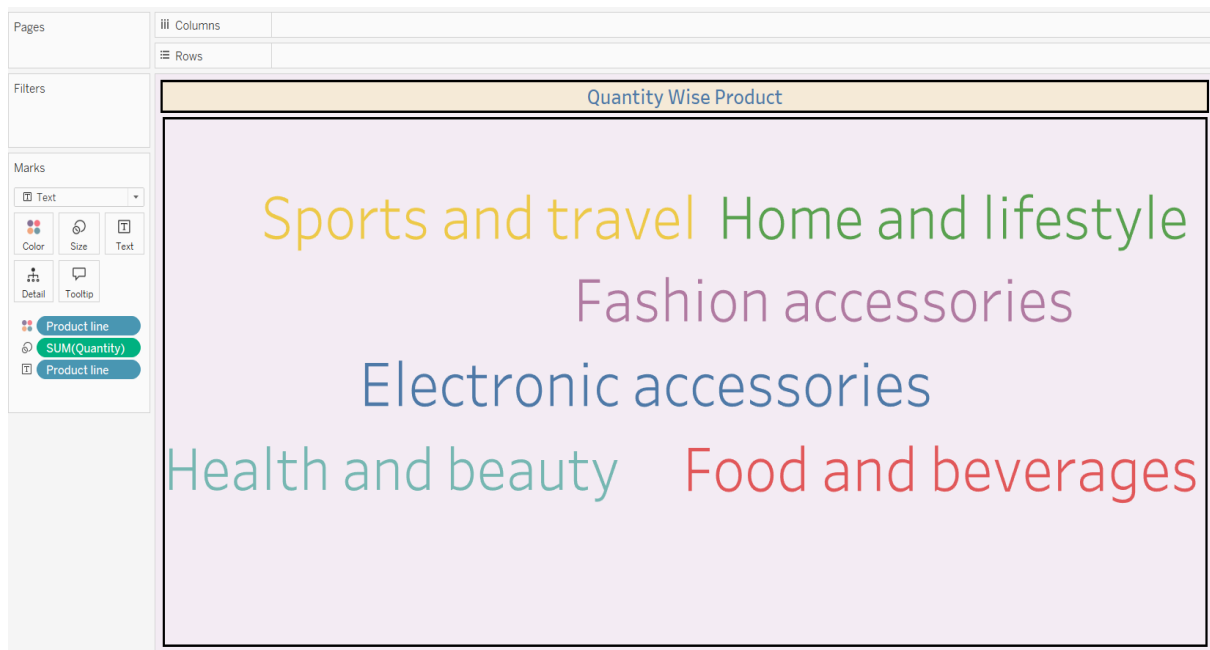 Pages
Columns
Rows
Filters
Quantity Wise Product
Marks
Text
Color Size Text
Detail Tooltip
Product line
SUM(Quantity)
Product line
Sports and travel Home and lifestyle
Fashion accessories
Electronic accessories
Health and beauty Food and beverages